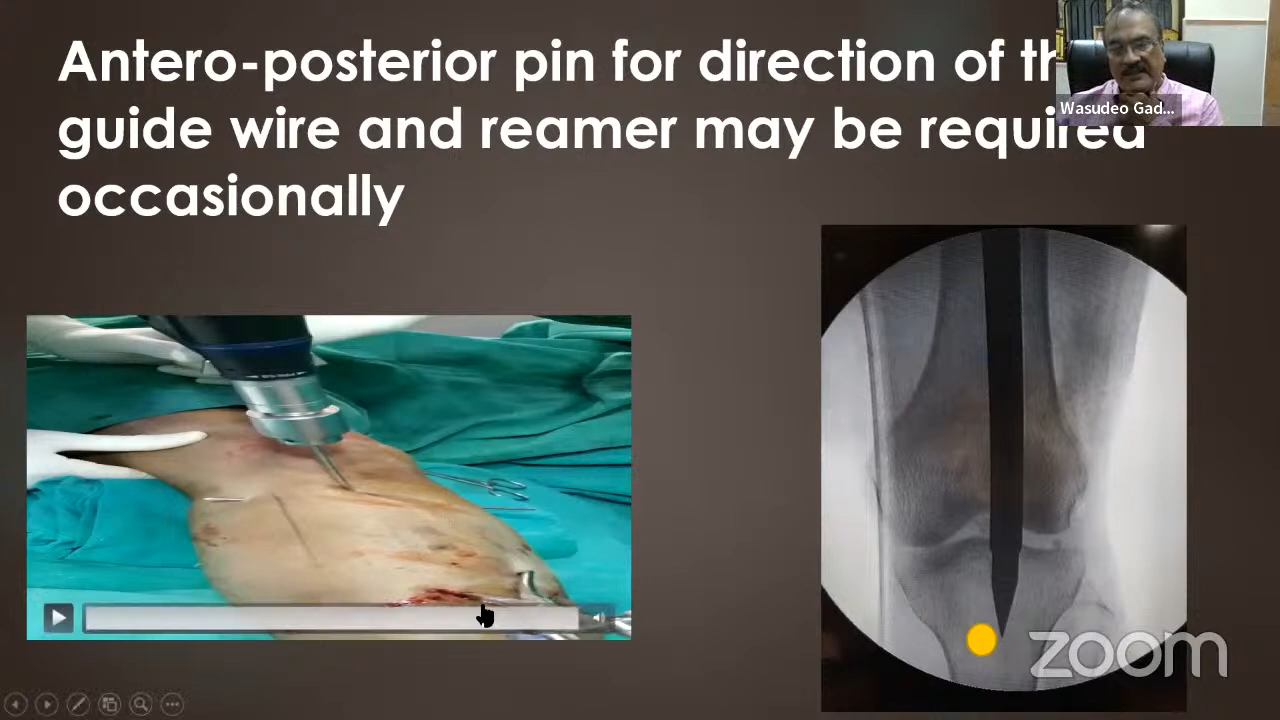 Antero-posterior pin for direction of th
guide wire and reamer may be required
occasionally
Wasudeo Gad...
zoom